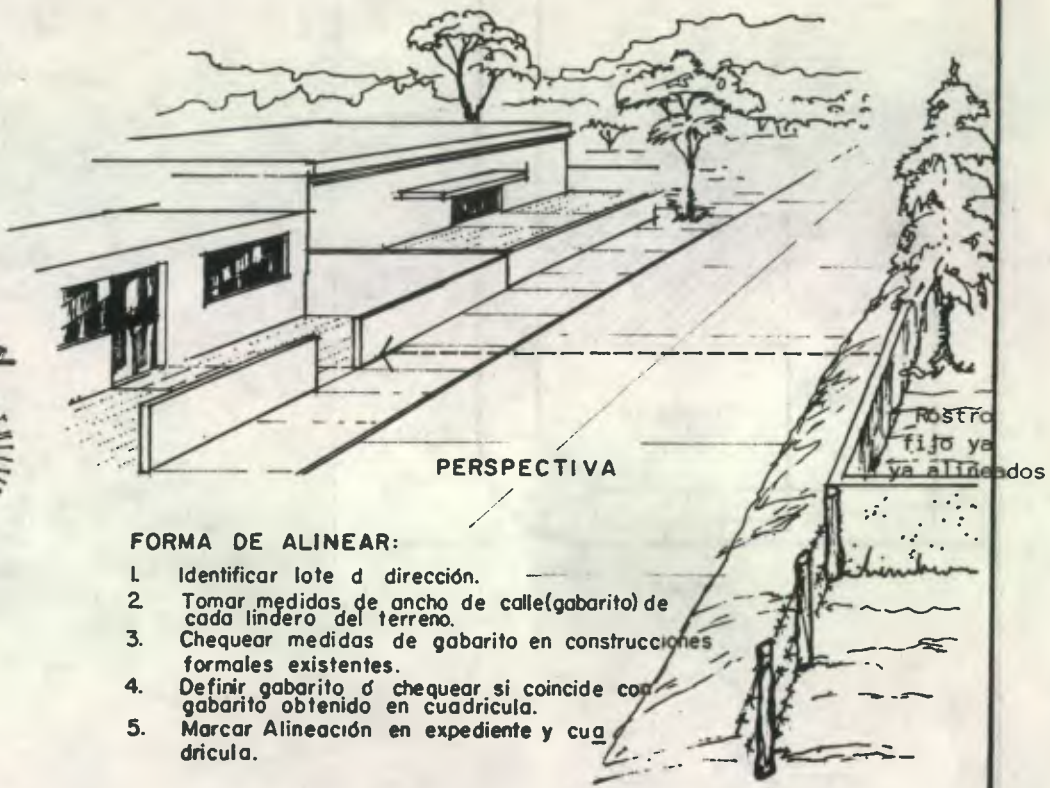 Rostro
fijo ya
ya alineados
PERSPECTIVA
FORMA DE ALINEAR:
1. Identificar lote d dirección.
2. Tomar medidas de ancho de calle(gabarito) de
cada lindero del terreno.
3. Chequear medidas de gabarito en construcciones
formales existentes.
4. Definir gabarito ó chequear si coincide con
gabarito obtenido en cuadricula.
5. Marcar Alineación en expediente y cua
dricula.